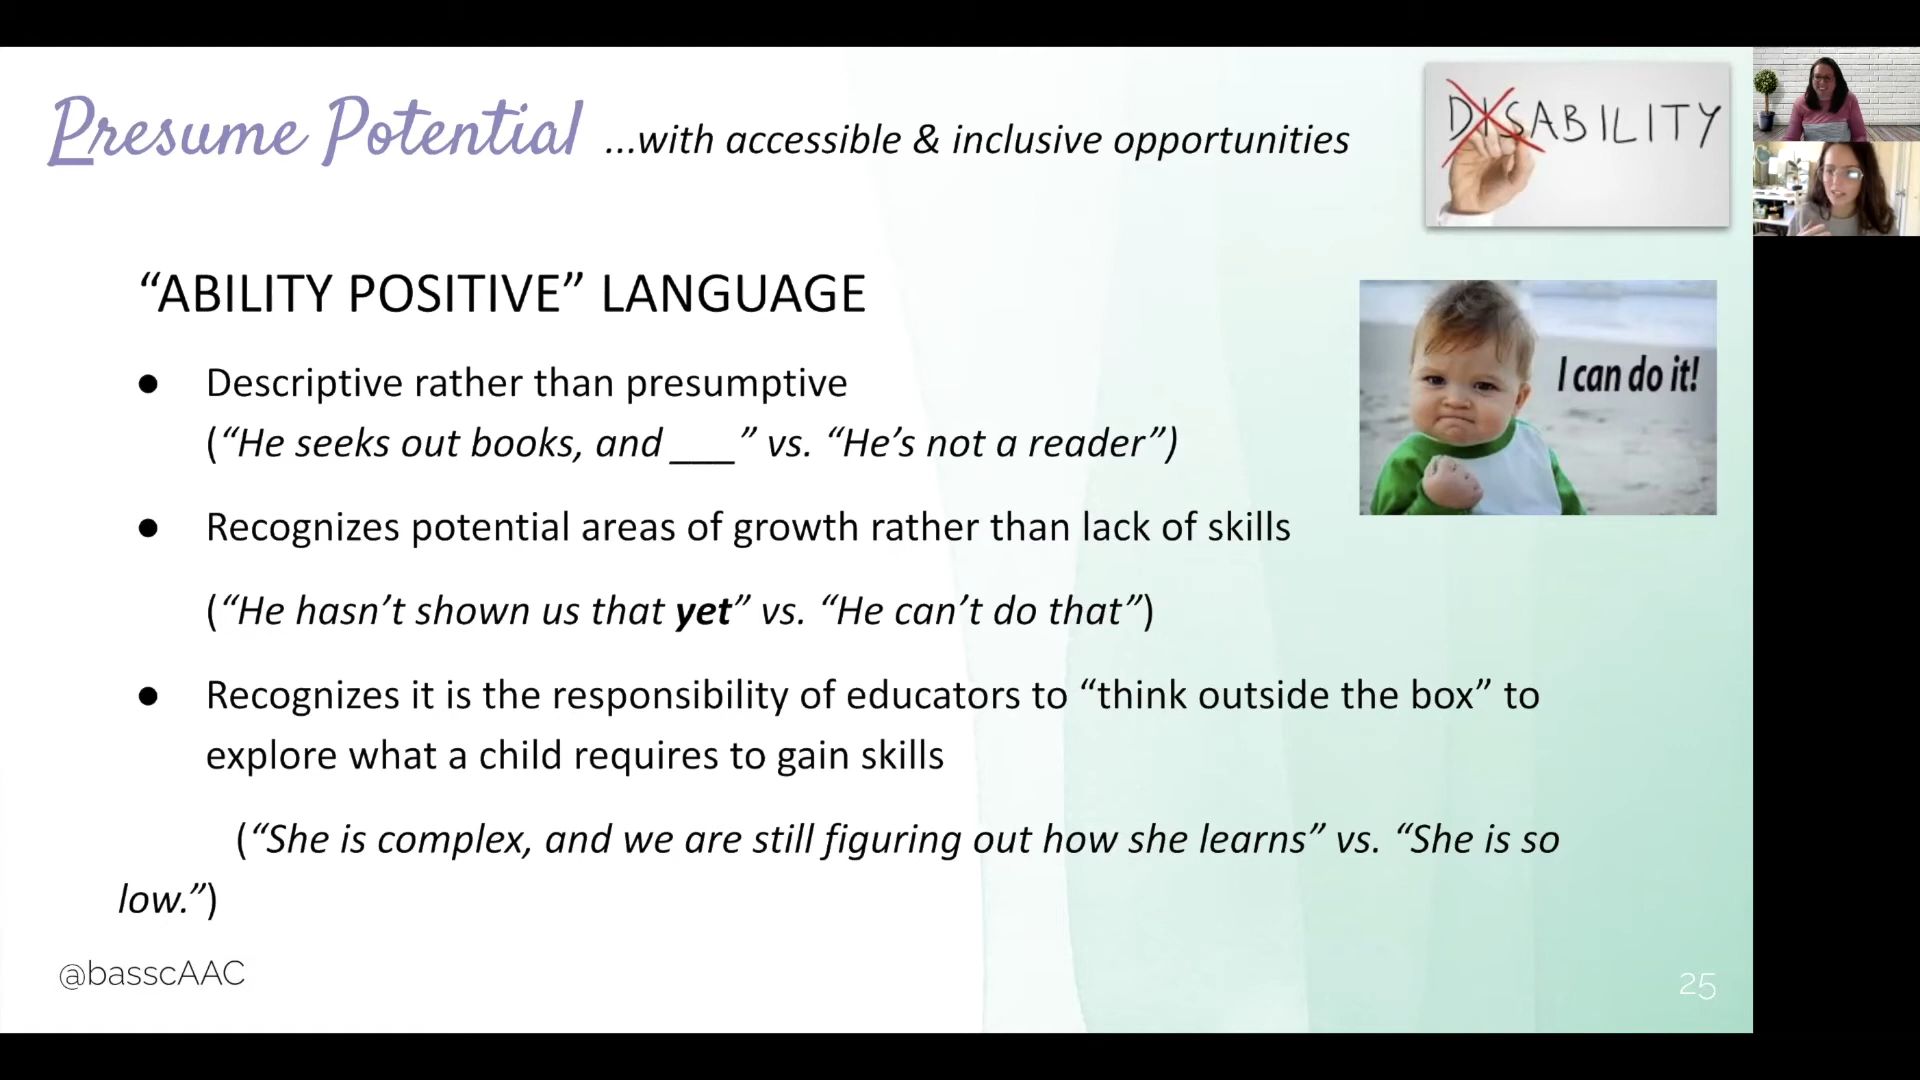 Presume Potential ...with accessible & inclusive opportunities
DISABILITY
“ABILITY POSITIVE” LANGUAGE
I can do it!
● Descriptive rather than presumptive
(“He seeks out books, and ___” vs. “He’s not a reader”)
● Recognizes potential areas of growth rather than lack of skills
(“He hasn’t shown us that yet” vs. “He can’t do that”)
● Recognizes it is the responsibility of educators to “think outside the box” to
explore what a child requires to gain skills
(“She is complex, and we are still figuring out how she learns” vs. “She is so
low.”)
@basscAAC
25